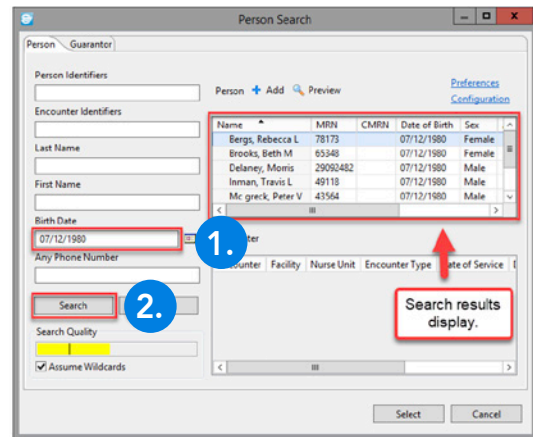 Person Search
Person Guarantor
Person Identifiers
Person Add Preview
Preferences
Configuration
Encounter Identifiers
Name MRN CMRN Date of Birth Sex
Last Name
Bergs, Rebecca L 78173 07/12/1980 Female
Brooks, Beth M 65348 07/12/1980 Female
Delaney, Morris 29092482 07/12/1980 Male
First Name
Inman, Travis L 49118 07/12/1980 Male
Mc greck, Peter V 43564 07/12/1980 Male
Birth Date
07/12/1980
1.
Any Phone Number
Facility Nurse Unit Encounter Type
Search
2.
Search results
display.
Search Quality
Assume Wildcards
Select Cancel